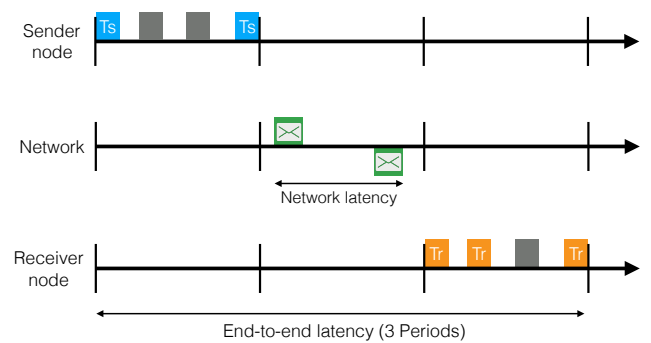 Sender
node
Ts
Ts
Network
Network latency
Receiver
node
Tr
Tr
Tr
End-to-end latency (3 Periods)